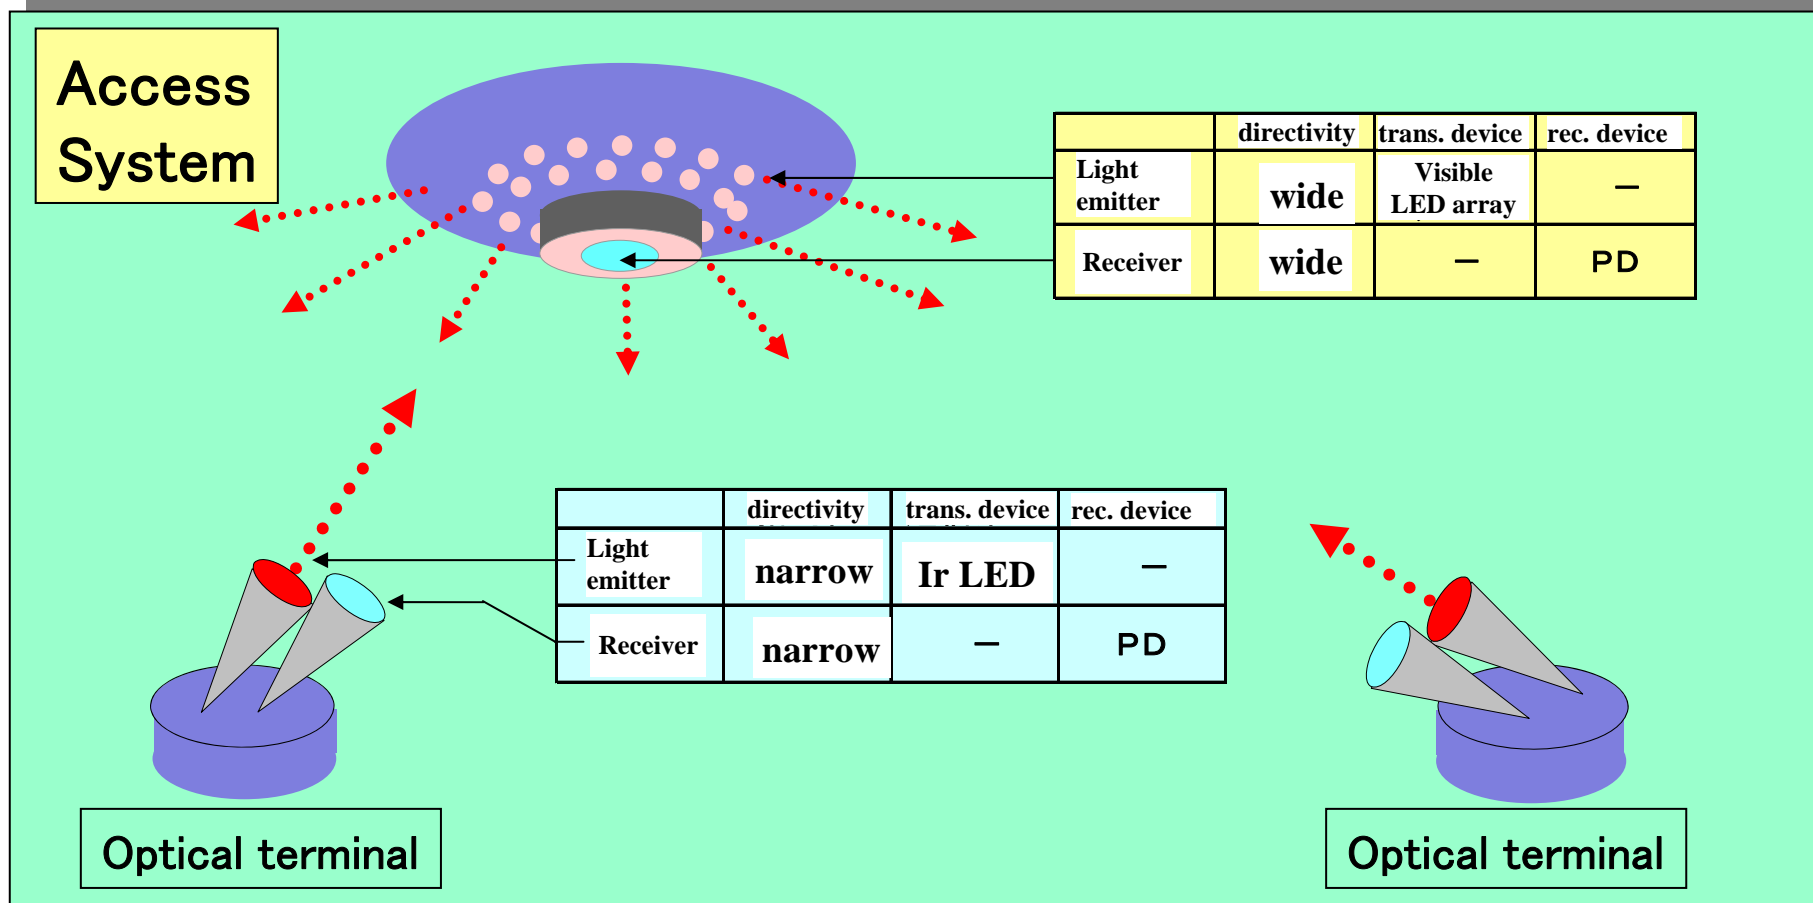 Access
System
directivity trans. device rec. device
Light
emitter
wide
Visible
LED array
－
Receiver
wide
－
ＰＤ
directivity trans. device rec. device
Light
emitter
narrow
Ir LED
－
Receiver
narrow
－
ＰＤ
Optical terminal
Optical terminal